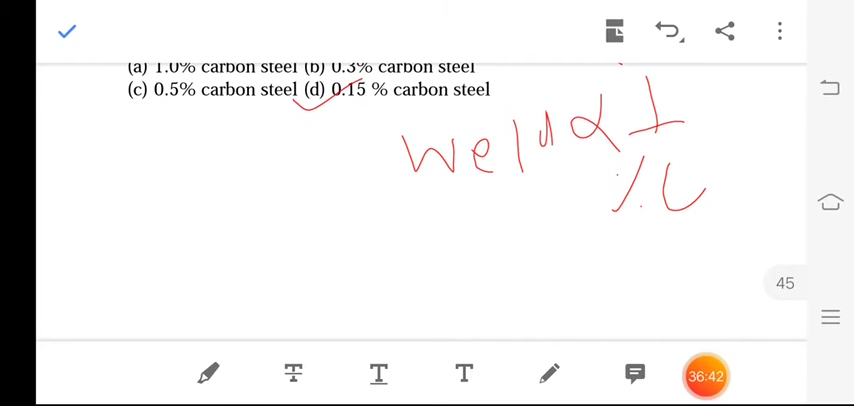 (a) 1.0% carbon steel (b) 0.3% carbon steel
(c) 0.5% carbon steel (d) 0.15 % carbon steel
weld ∝ 1
%C
45
T T T
36:42